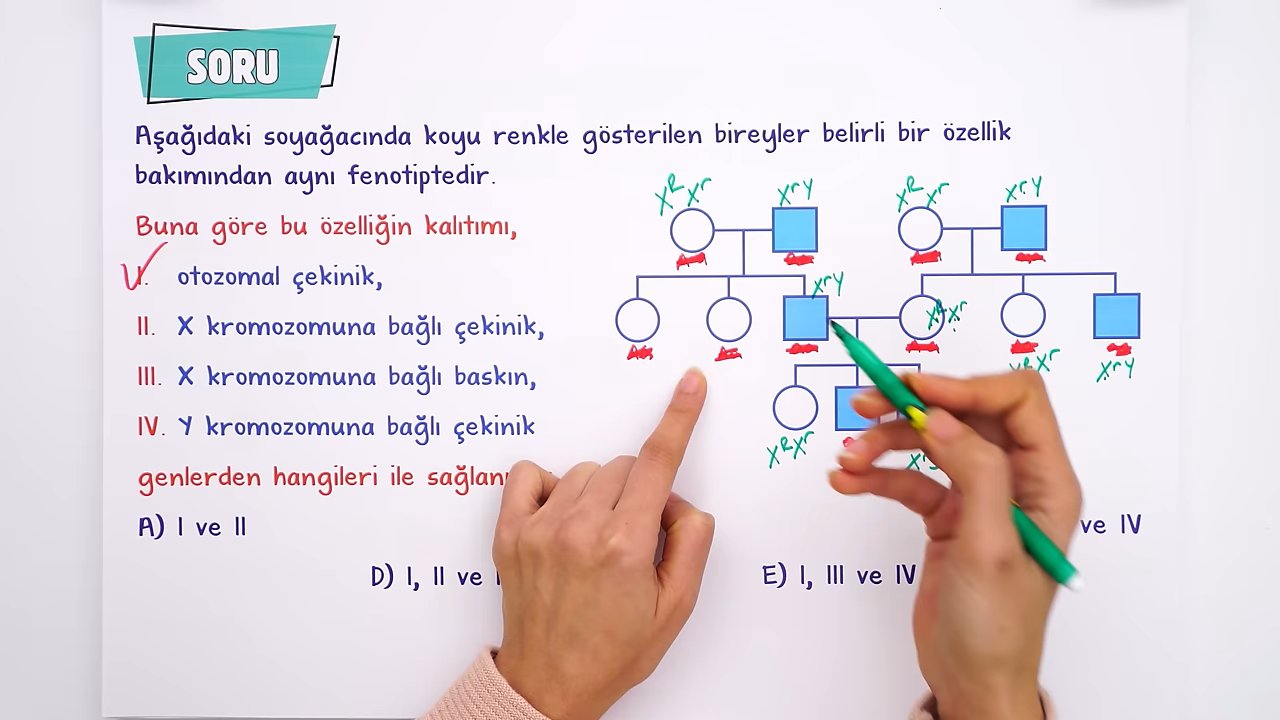 SORU
Aşağıdaki soyağacında koyu renkle gösterilen bireyler belirli bir özellik
bakımından aynı fenotiptedir.
Buna göre bu özelliğin kalıtımı,
I. otozomal çekinik,
II. X kromozomuna bağlı çekinik,
III. X kromozomuna bağlı baskın,
IV. Y kromozomuna bağlı çekinik
genlerden hangileri ile
A) I ve II
ve IV
D) I, II ve
E) I, III ve IV
XᴿXʳ
XʳY
XᴿXʳ
XʳY
XʳY
XᴿXʳ
XᴿXʳ
XʳY
XᴿXʳ